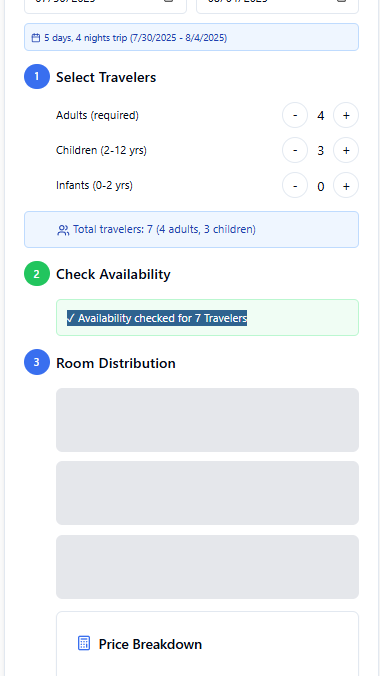 5 days, 4 nights trip (7/30/2025 - 8/4/2025)
1 Select Travelers
Adults (required) - 4 +
Children (2-12 yrs) - 3 +
Infants (0-2 yrs) - 0 +
Total travelers: 7 (4 adults, 3 children)
2 Check Availability
✓ Availability checked for 7 Travelers
3 Room Distribution
Price Breakdown